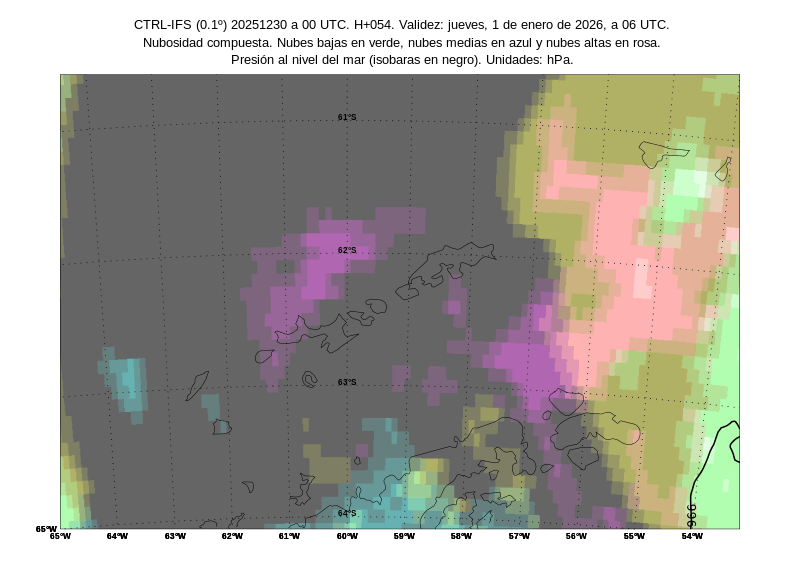 CTRL-IFS (0.1º) 20251230 a 00 UTC. H+054. Validez: jueves, 1 de enero de 2026, a 06 UTC.
Nubosidad compuesta. Nubes bajas en verde, nubes medias en azul y nubes altas en rosa.
Presión al nivel del mar (isobaras en negro). Unidades: hPa.
61°S
62°S
63°S
64°S
966
65°W
65°W 64°W 63°W 62°W 61°W 60°W 59°W 58°W 57°W 56°W 55°W 54°W